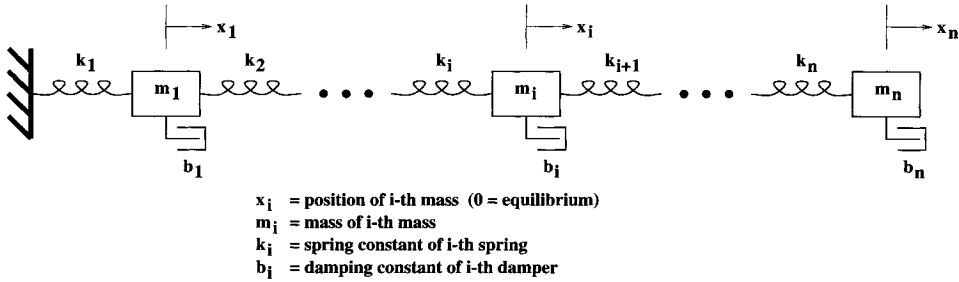 x₁ xᵢ xₙ
k₁ k₂ kᵢ kᵢ₊₁ kₙ
m₁ mᵢ mₙ
b₁ bᵢ bₙ
xᵢ = position of i-th mass (0 = equilibrium)
mᵢ = mass of i-th mass
kᵢ = spring constant of i-th spring
bᵢ = damping constant of i-th damper